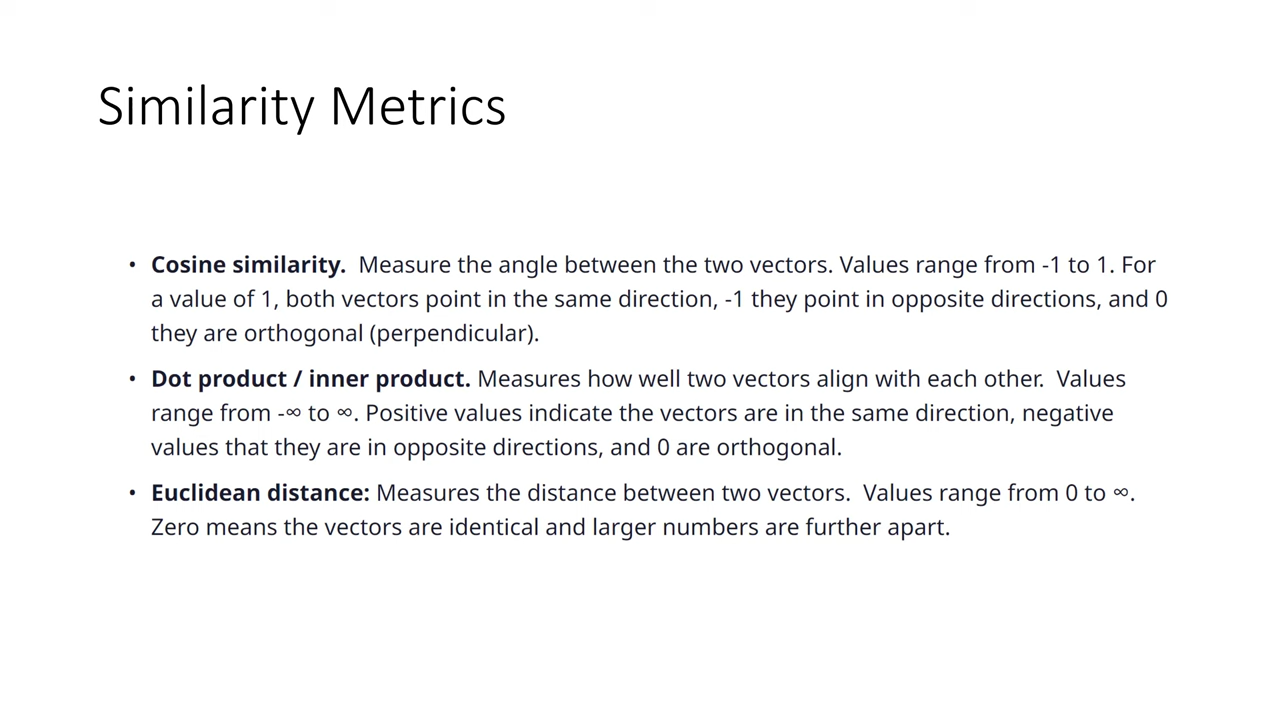 Similarity Metrics
• Cosine similarity.  Measure the angle between the two vectors. Values range from -1 to 1. For
a value of 1, both vectors point in the same direction, -1 they point in opposite directions, and 0
they are orthogonal (perpendicular).
• Dot product / inner product. Measures how well two vectors align with each other.  Values
range from -∞ to ∞. Positive values indicate the vectors are in the same direction, negative
values that they are in opposite directions, and 0 are orthogonal.
• Euclidean distance: Measures the distance between two vectors.  Values range from 0 to ∞.
Zero means the vectors are identical and larger numbers are further apart.